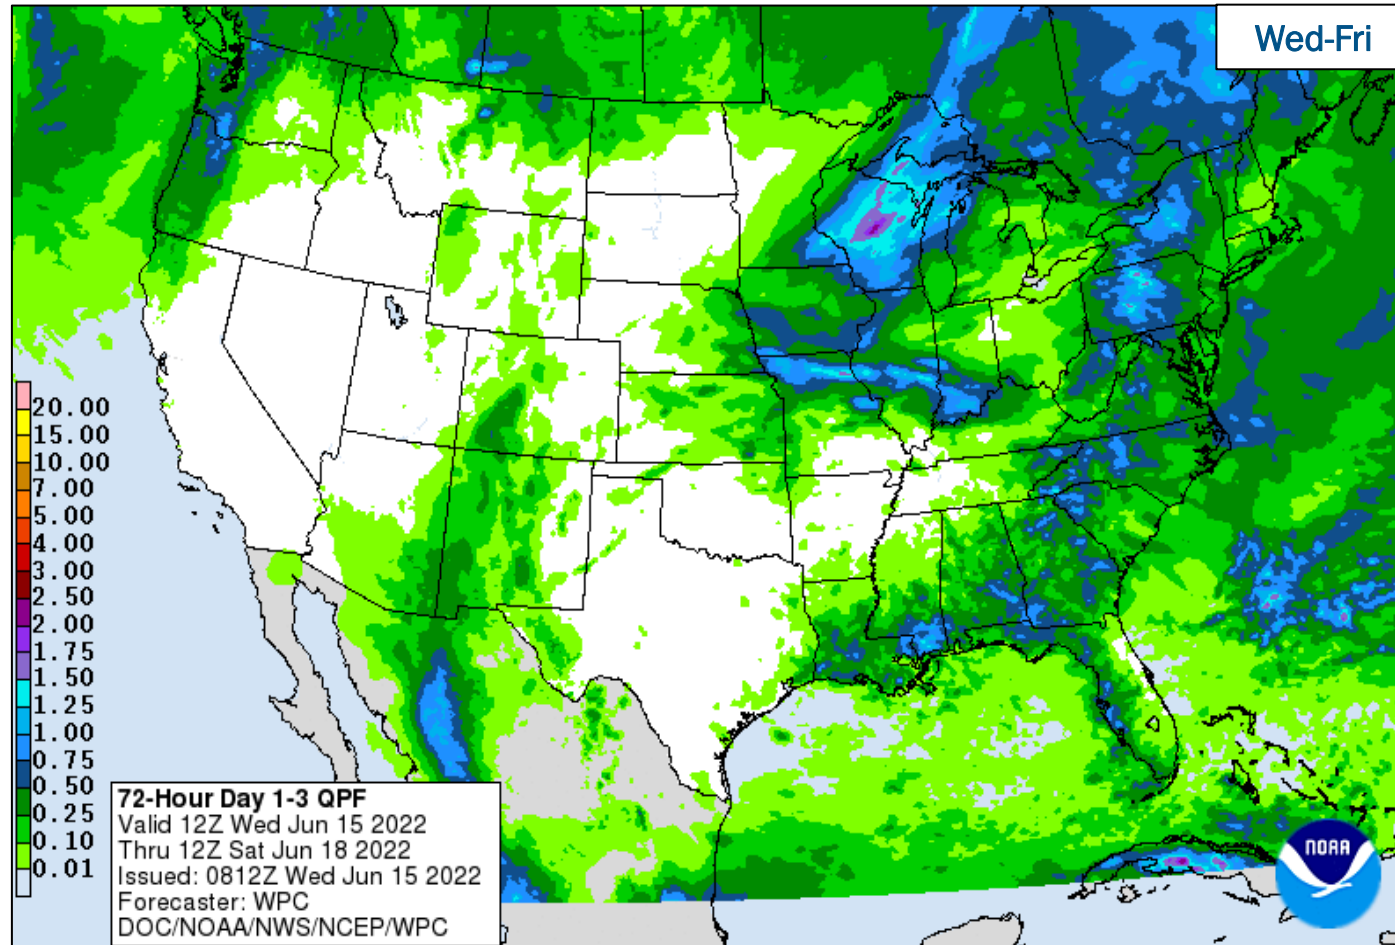 Wed-Fri
20.00
15.00
10.00
7.00
5.00
4.00
3.00
2.50
2.00
1.75
1.50
1.25
1.00
0.75
0.50
0.25
0.10
0.01
72-Hour Day 1-3 QPF
Valid 12Z Wed Jun 15 2022
Thru 12Z Sat Jun 18 2022
Issued: 0812Z Wed Jun 15 2022
Forecaster: WPC
DOC/NOAA/NWS/NCEP/WPC
NOAA